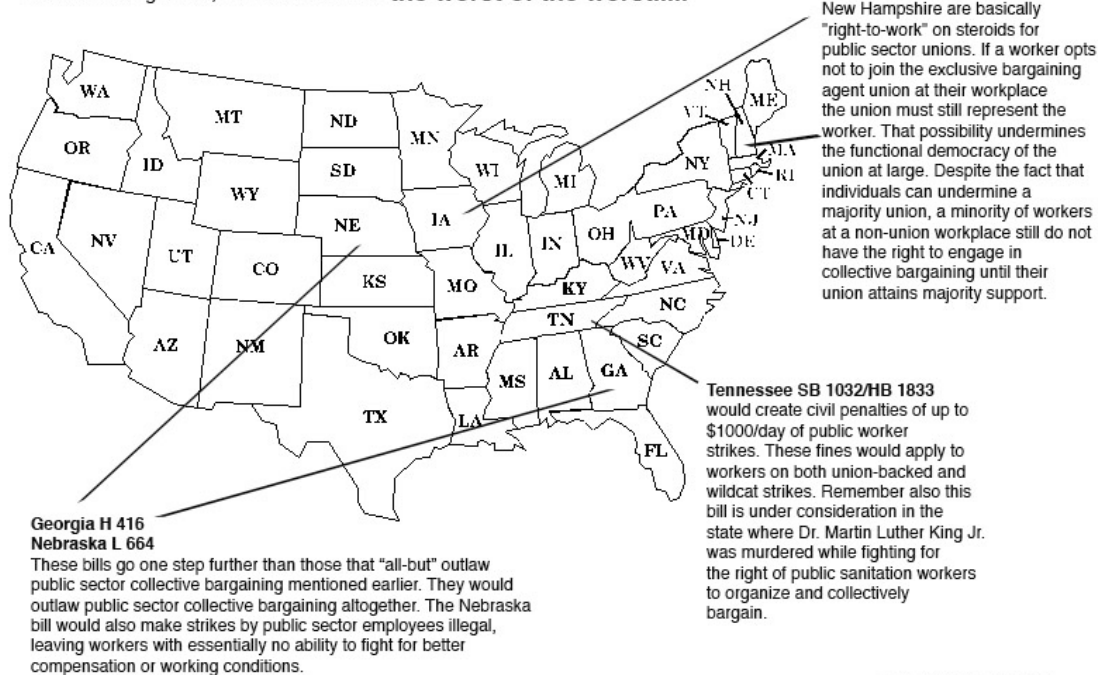 the worst of the worst...
New Hampshire are basically
"right-to-work" on steroids for
public sector unions. If a worker opts
not to join the exclusive bargaining
agent union at their workplace
the union must still represent the
worker. That possibility undermines
the functional democracy of the
union at large. Despite the fact that
individuals can undermine a
majority union, a minority of workers
at a non-union workplace still do not
have the right to engage in
collective bargaining until their
union attains majority support.
WA
MT
ND
MN
NH
ME
VT
OR
ID
SD
WI
MI
NY
MA
RI
CT
WY
IA
PA
NJ
NE
OH
MD
DE
CA
NV
UT
CO
IL
IN
WV
VA
KS
MO
KY
NC
TN
AZ
NM
OK
AR
SC
MS
AL
GA
TX
LA
FL
Tennessee SB 1032/HB 1833
would create civil penalties of up to
$1000/day of public worker
strikes. These fines would apply to
workers on both union-backed and
wildcat strikes. Remember also this
bill is under consideration in the
state where Dr. Martin Luther King Jr.
was murdered while fighting for
the right of public sanitation workers
to organize and collectively
bargain.
Georgia H 416
Nebraska L 664
These bills go one step further than those that “all-but” outlaw
public sector collective bargaining mentioned earlier. They would
outlaw public sector collective bargaining altogether. The Nebraska
bill would also make strikes by public sector employees illegal,
leaving workers with essentially no ability to fight for better
compensation or working conditions.